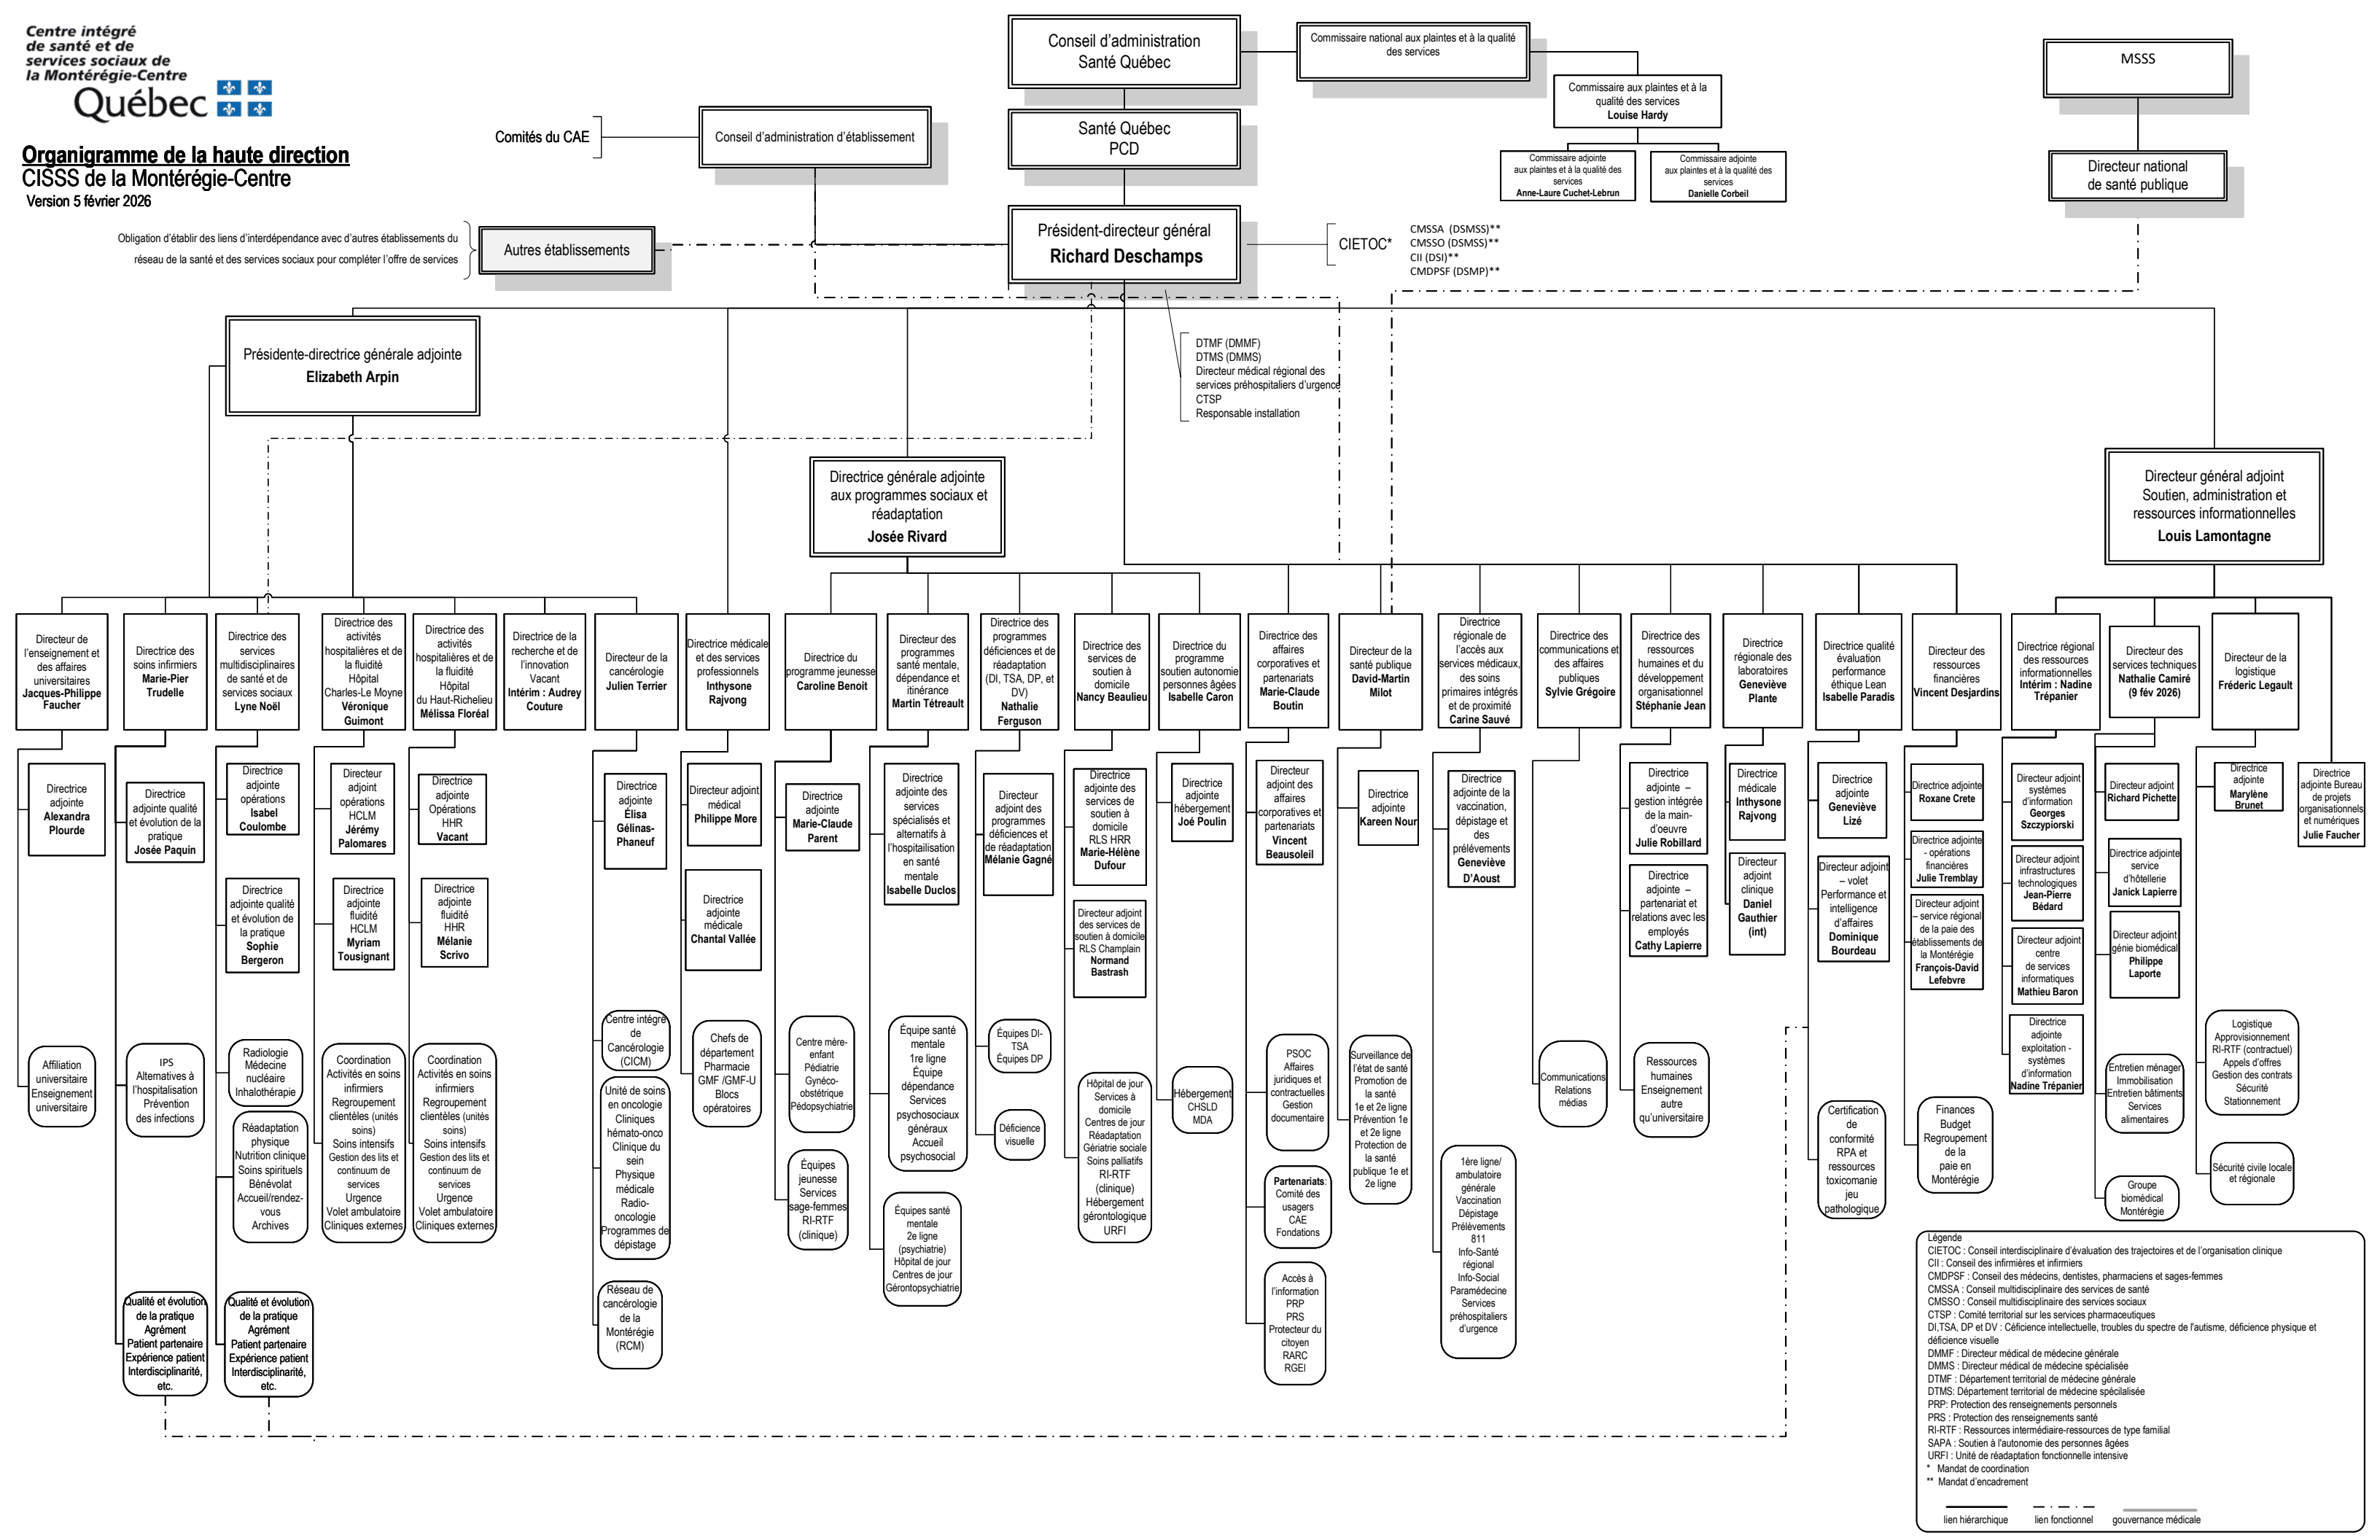 Centre intégré
de santé et de
services sociaux de
la Montérégie-Centre
Québec
Organigramme de la haute direction
CISSS de la Montérégie-Centre
Version 5 février 2026
Conseil d'administration
Santé Québec
Commissaire national aux plaintes et à la qualité
des services
Commissaire aux plaintes et à la
qualité des services
Louise Hardy
Commissaire adjointe
aux plaintes et à la qualité des
services
Anne-Laure Cuchet-Lebrun
Commissaire adjointe
aux plaintes et à la qualité des
services
Danielle Corbeil
MSSS
Directeur national
de santé publique
Comités du CAE
Conseil d'administration d'établissement
Santé Québec
PCD
Obligation d'établir des liens d'interdépendance avec d'autres établissements du
réseau de la santé et des services sociaux pour compléter l'offre de services
Autres établissements
Président-directeur général
Richard Deschamps
CIETOC*
CMSSA (DSMSS)**
CMSSO (DSMSS)**
CII (DSI)**
CMDPSF (DSMP)**
DTMF (DMMF)
DTMS (DMMS)
Directeur médical régional des
services préhospitaliers d'urgence
CTSP
Responsable installation
Présidente-directrice générale adjointe
Elizabeth Arpin
Directrice générale adjointe
aux programmes sociaux et
réadaptation
Josée Rivard
Directeur général adjoint
Soutien, administration et
ressources informationnelles
Louis Lamontagne
Directeur de
l'enseignement et
des affaires
universitaires
Jacques-Philippe
Faucher
Directrice des
soins infirmiers
Marie-Pier
Trudelle
Directrice des
services
multidisciplinaires
de santé et de
services sociaux
Lyne Noël
Directrice des
activités
hospitalières et de
la fluidité
Hôpital
Charles-Le Moyne
Véronique
Guimont
Directrice des
activités
hospitalières et de
la fluidité
Hôpital
du Haut-Richelieu
Mélissa Floréal
Directrice de la
recherche et de
l'innovation
Vacant
Intérim : Audrey
Couture
Directeur de la
cancérologie
Julien Terrier
Directrice médicale
et des services
professionnels
Inthysone
Rajvong
Directrice du
programme jeunesse
Caroline Benoit
Directeur des
programmes
santé mentale,
dépendance et
itinérance
Martin Tétreault
Directrice des
programmes
déficiences et de
réadaptation
(DI, TSA, DP, et
DV)
Nathalie
Ferguson
Directrice des
services de
soutien à
domicile
Nancy Beaulieu
Directrice du
programme
soutien autonomie
personnes âgées
Isabelle Caron
Directrice des
affaires
corporatives et
partenariats
Marie-Claude
Boutin
Directeur de la
santé publique
David-Martin
Milot
Directrice
régionale de
l'accès aux
services médicaux,
des soins
primaires intégrés
et de proximité
Carine Sauvé
Directrice des
communications et
des affaires
publiques
Sylvie Grégoire
Directrice des
ressources
humaines et du
développement
organisationnel
Stéphanie Jean
Directrice
régionale des
laboratoires
Geneviève
Plante
Directrice qualité
évaluation
performance
éthique Lean
Isabelle Paradis
Directeur des
ressources
financières
Vincent Desjardins
Directrice régional
des ressources
informationnelles
Intérim : Nadine
Trépanier
Directeur des
services techniques
Nathalie Camiré
(9 fév 2026)
Directeur de la
logistique
Fréderic Legault
Directrice
adjointe
Alexandra
Plourde
Directrice
adjointe qualité
et évolution de la
pratique
Josée Paquin
Directrice
adjointe
opérations
Isabel
Coulombe
Directeur
adjoint
opérations
HCLM
Jérémy
Palomares
Directrice
adjointe
Opérations
HHR
Vacant
Directrice
adjointe
Élisa
Gélinas-
Phaneuf
Directeur adjoint
médical
Philippe More
Directrice
adjointe
Marie-Claude
Parent
Directrice
adjointe des
services
spécialisés et
alternatifs à
l'hospitailisation
en santé
mentale
Isabelle Duclos
Directeur
adjoint des
programmes
déficiences et
de réadaptation
Mélanie Gagné
Directrice
adjointe des
services de
soutien à
domicile
RLS HRR
Marie-Hélène
Dufour
Directrice
adjointe
hébergement
Joé Poulin
Directeur
adjoint des
affaires
corporatives et
partenariats
Vincent
Beausoleil
Directrice
adjointe
Kareen Nour
Directrice
adjointe de la
vaccination,
dépistage et
des
prélévements
Geneviève
D'Aoust
Directrice
adjointe –
gestion intégrée
de la main-
d'oeuvre
Julie Robillard
Directrice
médicale
Inthysone
Rajvong
Directrice
adjointe
Geneviève
Lizé
Directrice adjointe
Roxane Crete
Directeur adjoint
systèmes
d'information
Georges
Szczypiorski
Directeur adjoint
Richard Pichette
Directrice
adjointe
Marylène
Brunet
Directrice
adjointe Bureau
de projets
organisationnels
et numériques
Julie Faucher
Directrice
adjointe qualité
et évolution de
la pratique
Sophie
Bergeron
Directrice
adjointe
fluidité
HCLM
Myriam
Tousignant
Directrice
adjointe
fluidité
HHR
Mélanie
Scrivo
Directrice
adjointe
médicale
Chantal Vallée
Directeur adjoint
des services de
soutien à domicile
RLS Champlain
Normand
Bastrash
Directrice
adjointe –
partenariat et
relations avec les
employés
Cathy Lapierre
Directeur
adjoint
clinique
Daniel
Gauthier
(int)
Directeur adjoint
– volet
Performance et
intelligence
d'affaires
Dominique
Bourdeau
Directrice adjointe
- opérations
financières
Julie Tremblay
Directeur adjoint
– service régional
de la paie des
établissements de
la Montérégie
François-David
Lefebvre
Directeur adjoint
infrastructures
technologiques
Jean-Pierre
Bédard
Directeur adjoint
centre
de services
informatiques
Mathieu Baron
Directrice
adjointe
exploitation -
systèmes
d'information
Nadine Trépanier
Directrice adjointe
service
d'hôtellerie
Janick Lapierre
Directeur adjoint
génie biomédical
Philippe
Laporte
Affiliation
universitaire
Enseignement
universitaire
IPS
Alternatives à
l'hospitalisation
Prévention
des infections
Qualité et évolution
de la pratique
Agrément
Patient partenaire
Expérience patient
Interdisciplinarité,
etc.
Radiologie
Médecine
nucléaire
Inhalothérapie
Réadaptation
physique
Nutrition clinique
Soins spirituels
Bénévolat
Accueil/rendez-
vous
Archives
Qualité et évolution
de la pratique
Agrément
Patient partenaire
Expérience patient
Interdisciplinarité,
etc.
Coordination
Activités en soins
infirmiers
Regroupement
clientèles (unités
soins)
Soins intensifs
Gestion des lits et
continuum de
services
Urgence
Volet ambulatoire
Cliniques externes
Coordination
Activités en soins
infirmiers
Regroupement
clientèles (unités
soins)
Soins intensifs
Gestion des lits et
continuum de
services
Urgence
Volet ambulatoire
Cliniques externes
Centre intégré
de
Cancérologie
(CICM)
Unité de soins
en oncologie
Cliniques
hémato-onco
Clinique du
sein
Physique
médicale
Radio-
oncologie
Programmes de
dépistage
Réseau de
cancérologie
de la
Montérégie
(RCM)
Chefs de
département
Pharmacie
GMF /GMF-U
Blocs
opératoires
Centre mère-
enfant
Pédiatrie
Gynéco-
obstétrique
Pédopsychiatrie
Équipes
jeunesse
Services
sage-femmes
RI-RTF
(clinique)
Équipe santé
mentale
1re ligne
Équipe
dépendance
Services
psychosociaux
généraux
Accueil
psychosocial
Équipes santé
mentale
2e ligne
(psychiatrie)
Hôpital de jour
Centres de jour
Gérontopsychiatrie
Équipes DI-
TSA
Équipes DP
Déficience
visuelle
Hôpital de jour
Services à
domicile
Centres de jour
Réadaptation
Gériatrie sociale
Soins palliatifs
RI-RTF
(clinique)
Hébergement
gérontologique
URFI
Hébergement
CHSLD
MDA
PSOC
Affaires
juridiques et
contractuelles
Gestion
documentaire
Partenariats:
Comité des
usagers
CAE
Fondations
Accès à
l'information
PRP
PRS
Protecteur du
citoyen
RARC
RGEI
Surveillance de
l'état de santé
Promotion de
la santé
1e et 2e ligne
Prévention 1e
et 2e ligne
Protection de
la santé
publique 1e et
2e ligne
1ère ligne/
ambulatoire
générale
Vaccination
Dépistage
Prélèvements
811
Info-Santé
régional
Info-Social
Paramédecine
Services
préhospitaliers
d'urgence
Communications
Relations
médias
Ressources
humaines
Enseignement
autre
qu'universitaire
Certification
de
conformité
RPA et
ressources
toxicomanie
jeu
pathologique
Finances
Budget
Regroupement
de la
paie en
Montérégie
Entretien ménager
Immobilisation
Entretien bâtiments
Services
alimentaires
Groupe
biomédical
Montérégie
Logistique
Approvisionnement
RI-RTF (contractuel)
Appels d'offres
Gestion des contrats
Sécurité
Stationnement
Sécurité civile locale
et régionale
Légende
CIETOC : Conseil interdisciplinaire d'évaluation des trajectoires et de l'organisation clinique
CII : Conseil des infirmières et infirmiers
CMDPSF : Conseil des médecins, dentistes, pharmaciens et sages-femmes
CMSSA : Conseil multidisciplinaire des services de santé
CMSSO : Conseil multidisciplinaire des services sociaux
CTSP : Comité territorial sur les services pharmaceutiques
DI,TSA, DP et DV : Céficience intellectuelle, troubles du spectre de l'autisme, déficience physique et
déficience visuelle
DMMF : Directeur médical de médecine générale
DMMS : Directeur médical de médecine spécialisée
DTMF : Département territorial de médecine générale
DTMS: Département territorial de médecine spécilalisée
PRP: Protection des renseignements personnels
PRS : Protection des renseignements santé
RI-RTF : Ressources intermédiaire-ressources de type familial
SAPA : Soutien à l'autonomie des personnes âgées
URFI : Unité de réadaptation fonctionnelle intensive
* Mandat de coordination
** Mandat d'encadrement
lien hiérarchique
lien fonctionnel
gouvernance médicale